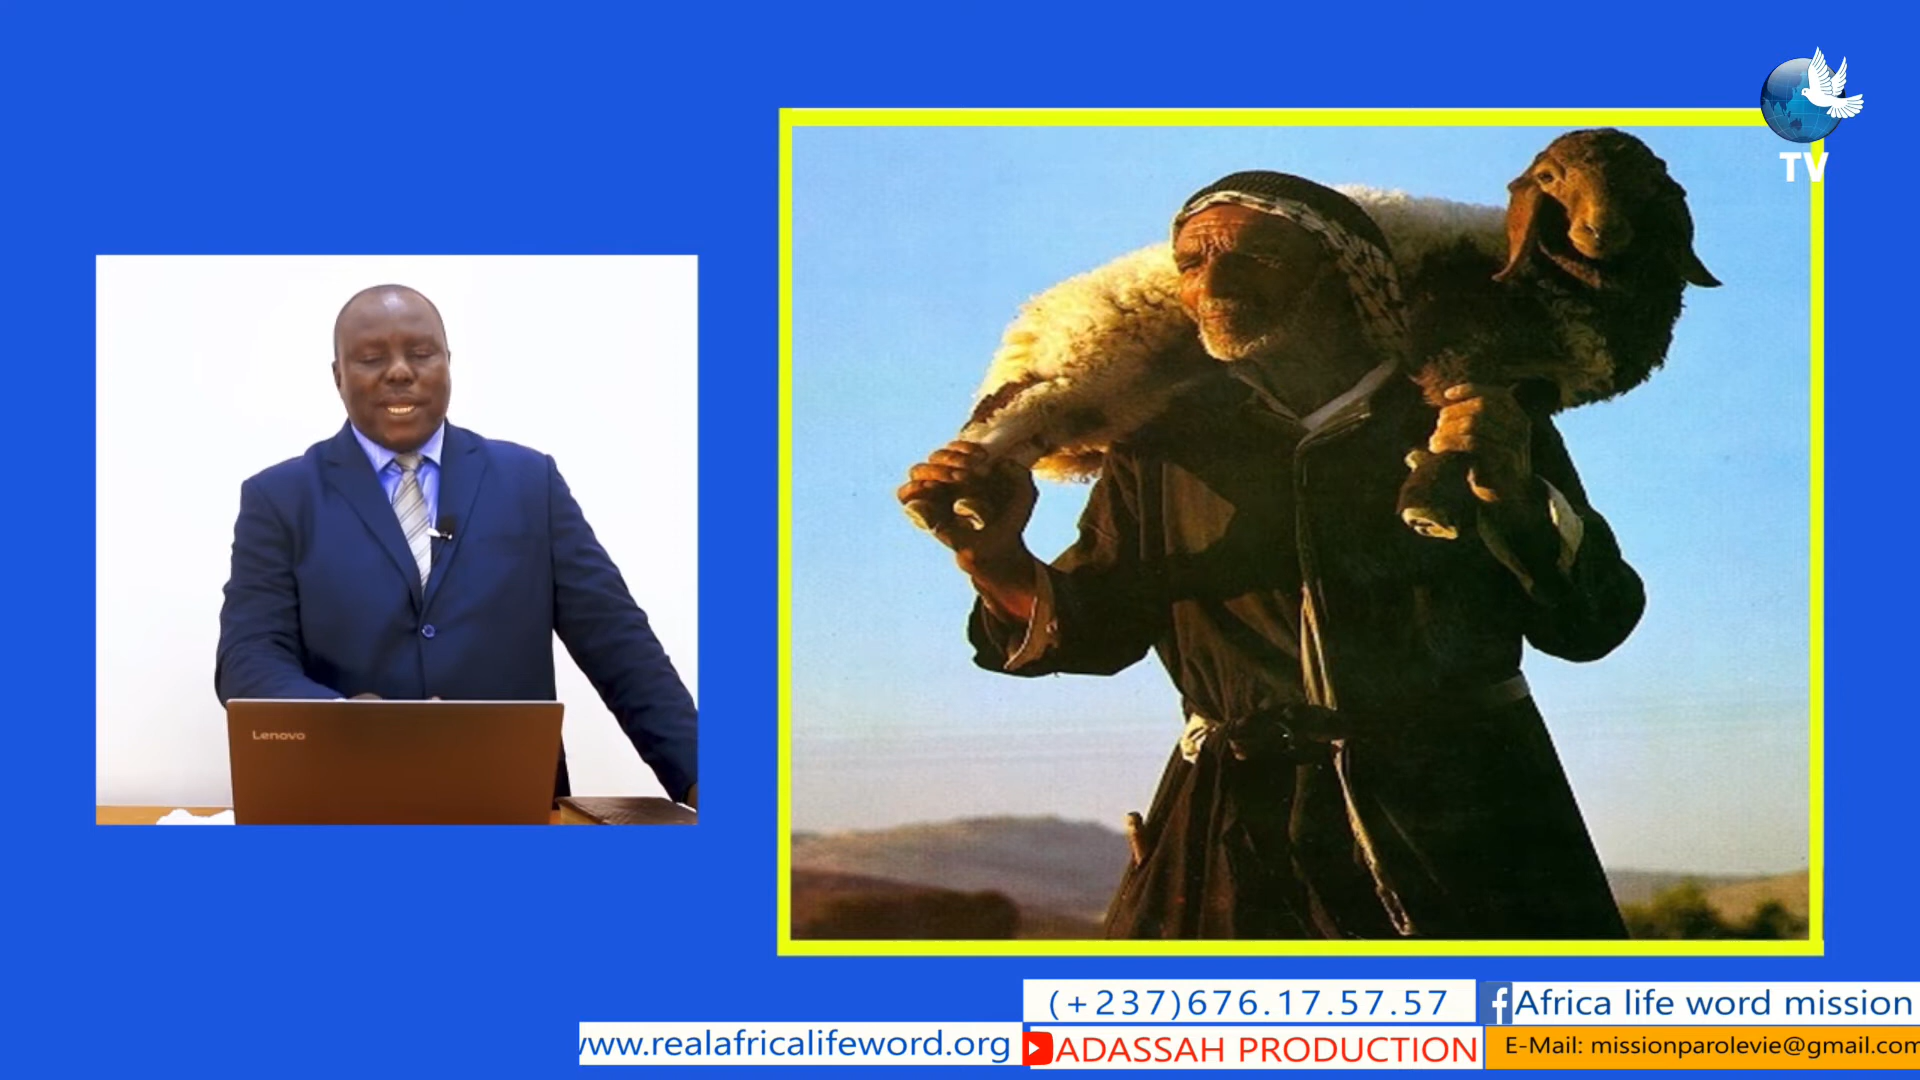 TV
Lenovo
(+237)676.17.57.57
Africa life word mission
www.realafricalifeword.org
ADASSAH PRODUCTION
E-Mail: missionparolevie@gmail.com